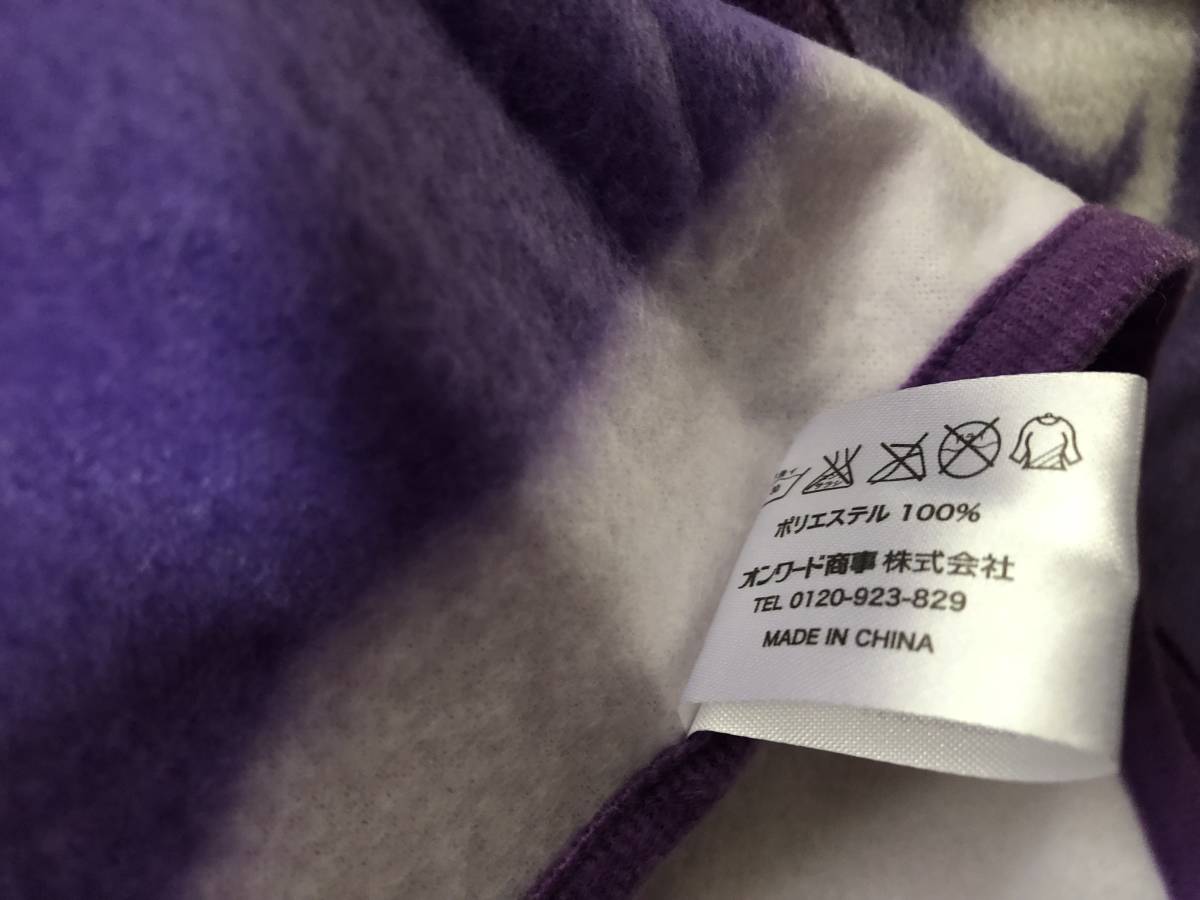 ポリエステル 100%
オンワード商事 株式会社
TEL 0120-923-829
MADE IN CHINA